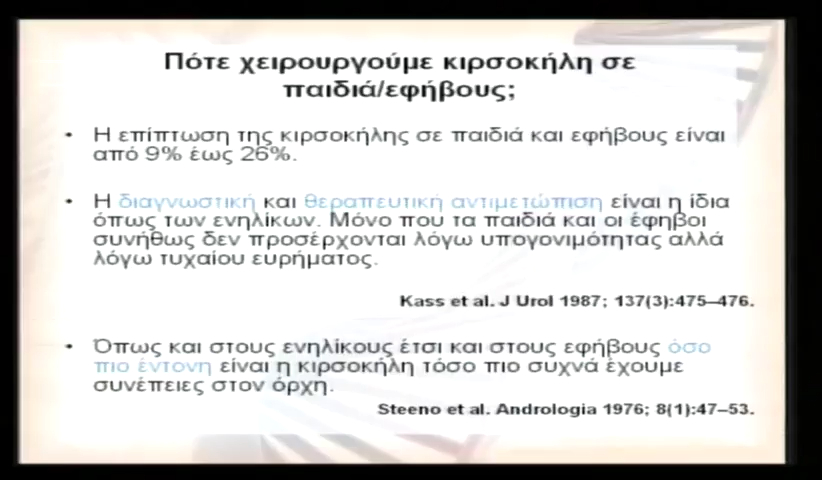 Πότε χειρουργούμε κιρσοκήλη σε
παιδιά/εφήβους;
• Η επίπτωση της κιρσοκήλης σε παιδιά και εφήβους είναι
από 9% έως 26%.
• Η διαγνωστική και θεραπευτική αντιμετώπιση είναι η ίδια
όπως των ενηλίκων. Μόνο που τα παιδιά και οι έφηβοι
συνήθως δεν προσέρχονται λόγω υπογονιμότητας αλλά
λόγω τυχαίου ευρήματος.
Kass et al. J Urol 1987; 137(3):475–476.
• Όπως και στους ενηλίκους έτσι και στους εφήβους όσο
πιο έντονη είναι η κιρσοκήλη τόσο πιο συχνά έχουμε
συνέπειες στον όρχη.
Steeno et al. Andrologia 1976; 8(1):47–53.